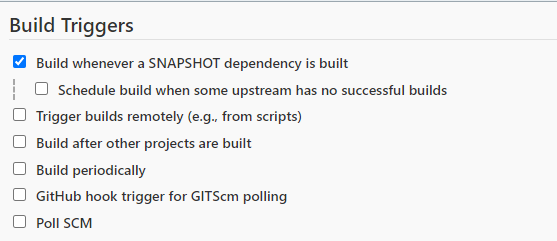 Build Triggers
Build whenever a SNAPSHOT dependency is built
Schedule build when some upstream has no successful builds
Trigger builds remotely (e.g., from scripts)
Build after other projects are built
Build periodically
GitHub hook trigger for GITScm polling
Poll SCM